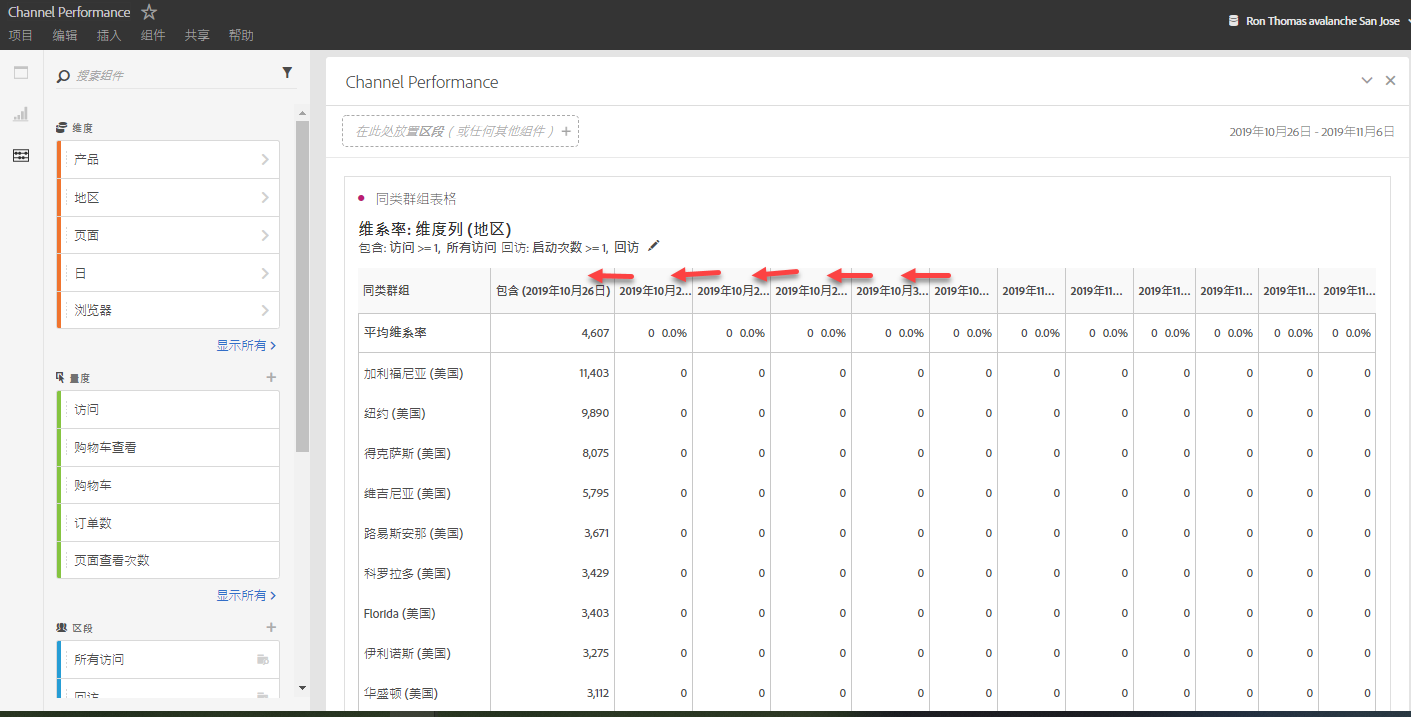 Channel Performance
项目 编辑 插入 组件 共享 帮助
Ron Thomas avalanche San Jose
搜索组件
维度
产品
地区
页面
日
浏览器
显示所有
量度
访问
购物车查看
购物车
订单数
页面查看次数
显示所有
区段
所有访问
回访
Channel Performance
在此处放置区段（或任何其他组件）
2019年10月26日 - 2019年11月6日
同类群组表格
维系率: 维度列 (地区)
包含: 访问 >= 1, 所有访问 回访: 启动次数 >= 1, 回访
同类群组 包含 (2019年10月26日) 2019年10月2... 2019年10月2... 2019年10月2... 2019年10月3... 2019年10... 2019年11... 2019年11... 2019年11... 2019年11... 2019年11... 2019年11...
平均维系率 4,607 0 0.0% 0 0.0% 0 0.0% 0 0.0% 0 0.0% 0 0.0% 0 0.0% 0 0.0% 0 0.0% 0 0.0% 0 0.0%
加利福尼亚 (美国) 11,403 0 0 0 0 0 0 0 0 0 0 0
纽约 (美国) 9,890 0 0 0 0 0 0 0 0 0 0 0
得克萨斯 (美国) 8,075 0 0 0 0 0 0 0 0 0 0 0
维吉尼亚 (美国) 5,795 0 0 0 0 0 0 0 0 0 0 0
路易斯安那 (美国) 3,671 0 0 0 0 0 0 0 0 0 0 0
科罗拉多 (美国) 3,429 0 0 0 0 0 0 0 0 0 0 0
Florida (美国) 3,403 0 0 0 0 0 0 0 0 0 0 0
伊利诺斯 (美国) 3,275 0 0 0 0 0 0 0 0 0 0 0
华盛顿 (美国) 3,112 0 0 0 0 0 0 0 0 0 0 0